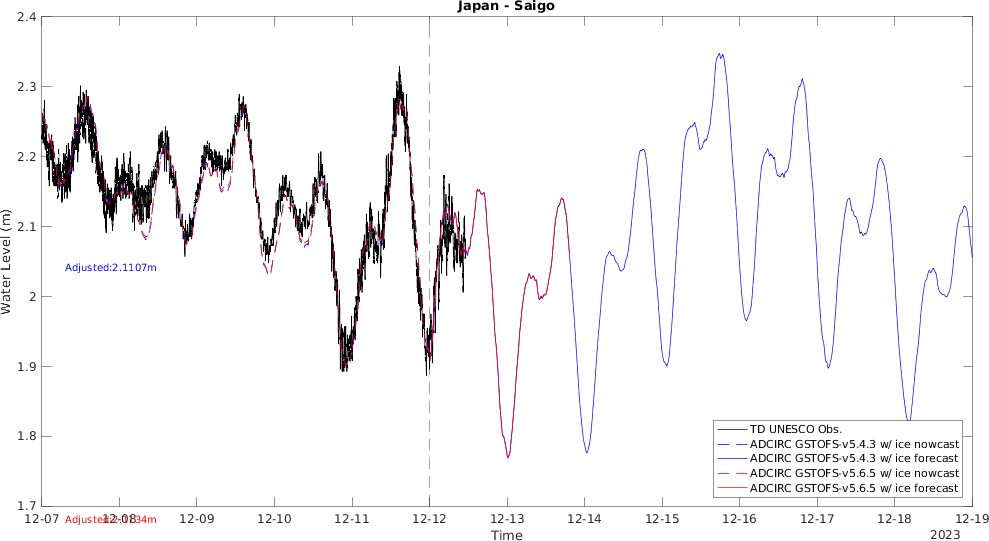 Japan - Saigo
2.4
2.3
2.2
2.1
2
1.9
1.8
1.7
Water Level (m)
Adjusted:2.1107m
TD UNESCO Obs.
ADCIRC GSTOFS-v5.4.3 w/ ice nowcast
ADCIRC GSTOFS-v5.4.3 w/ ice forecast
ADCIRC GSTOFS-v5.6.5 w/ ice nowcast
ADCIRC GSTOFS-v5.6.5 w/ ice forecast
12-07 12-08 12-09 12-10 12-11 12-12 12-13 12-14 12-15 12-16 12-17 12-18 12-19
Time
2023